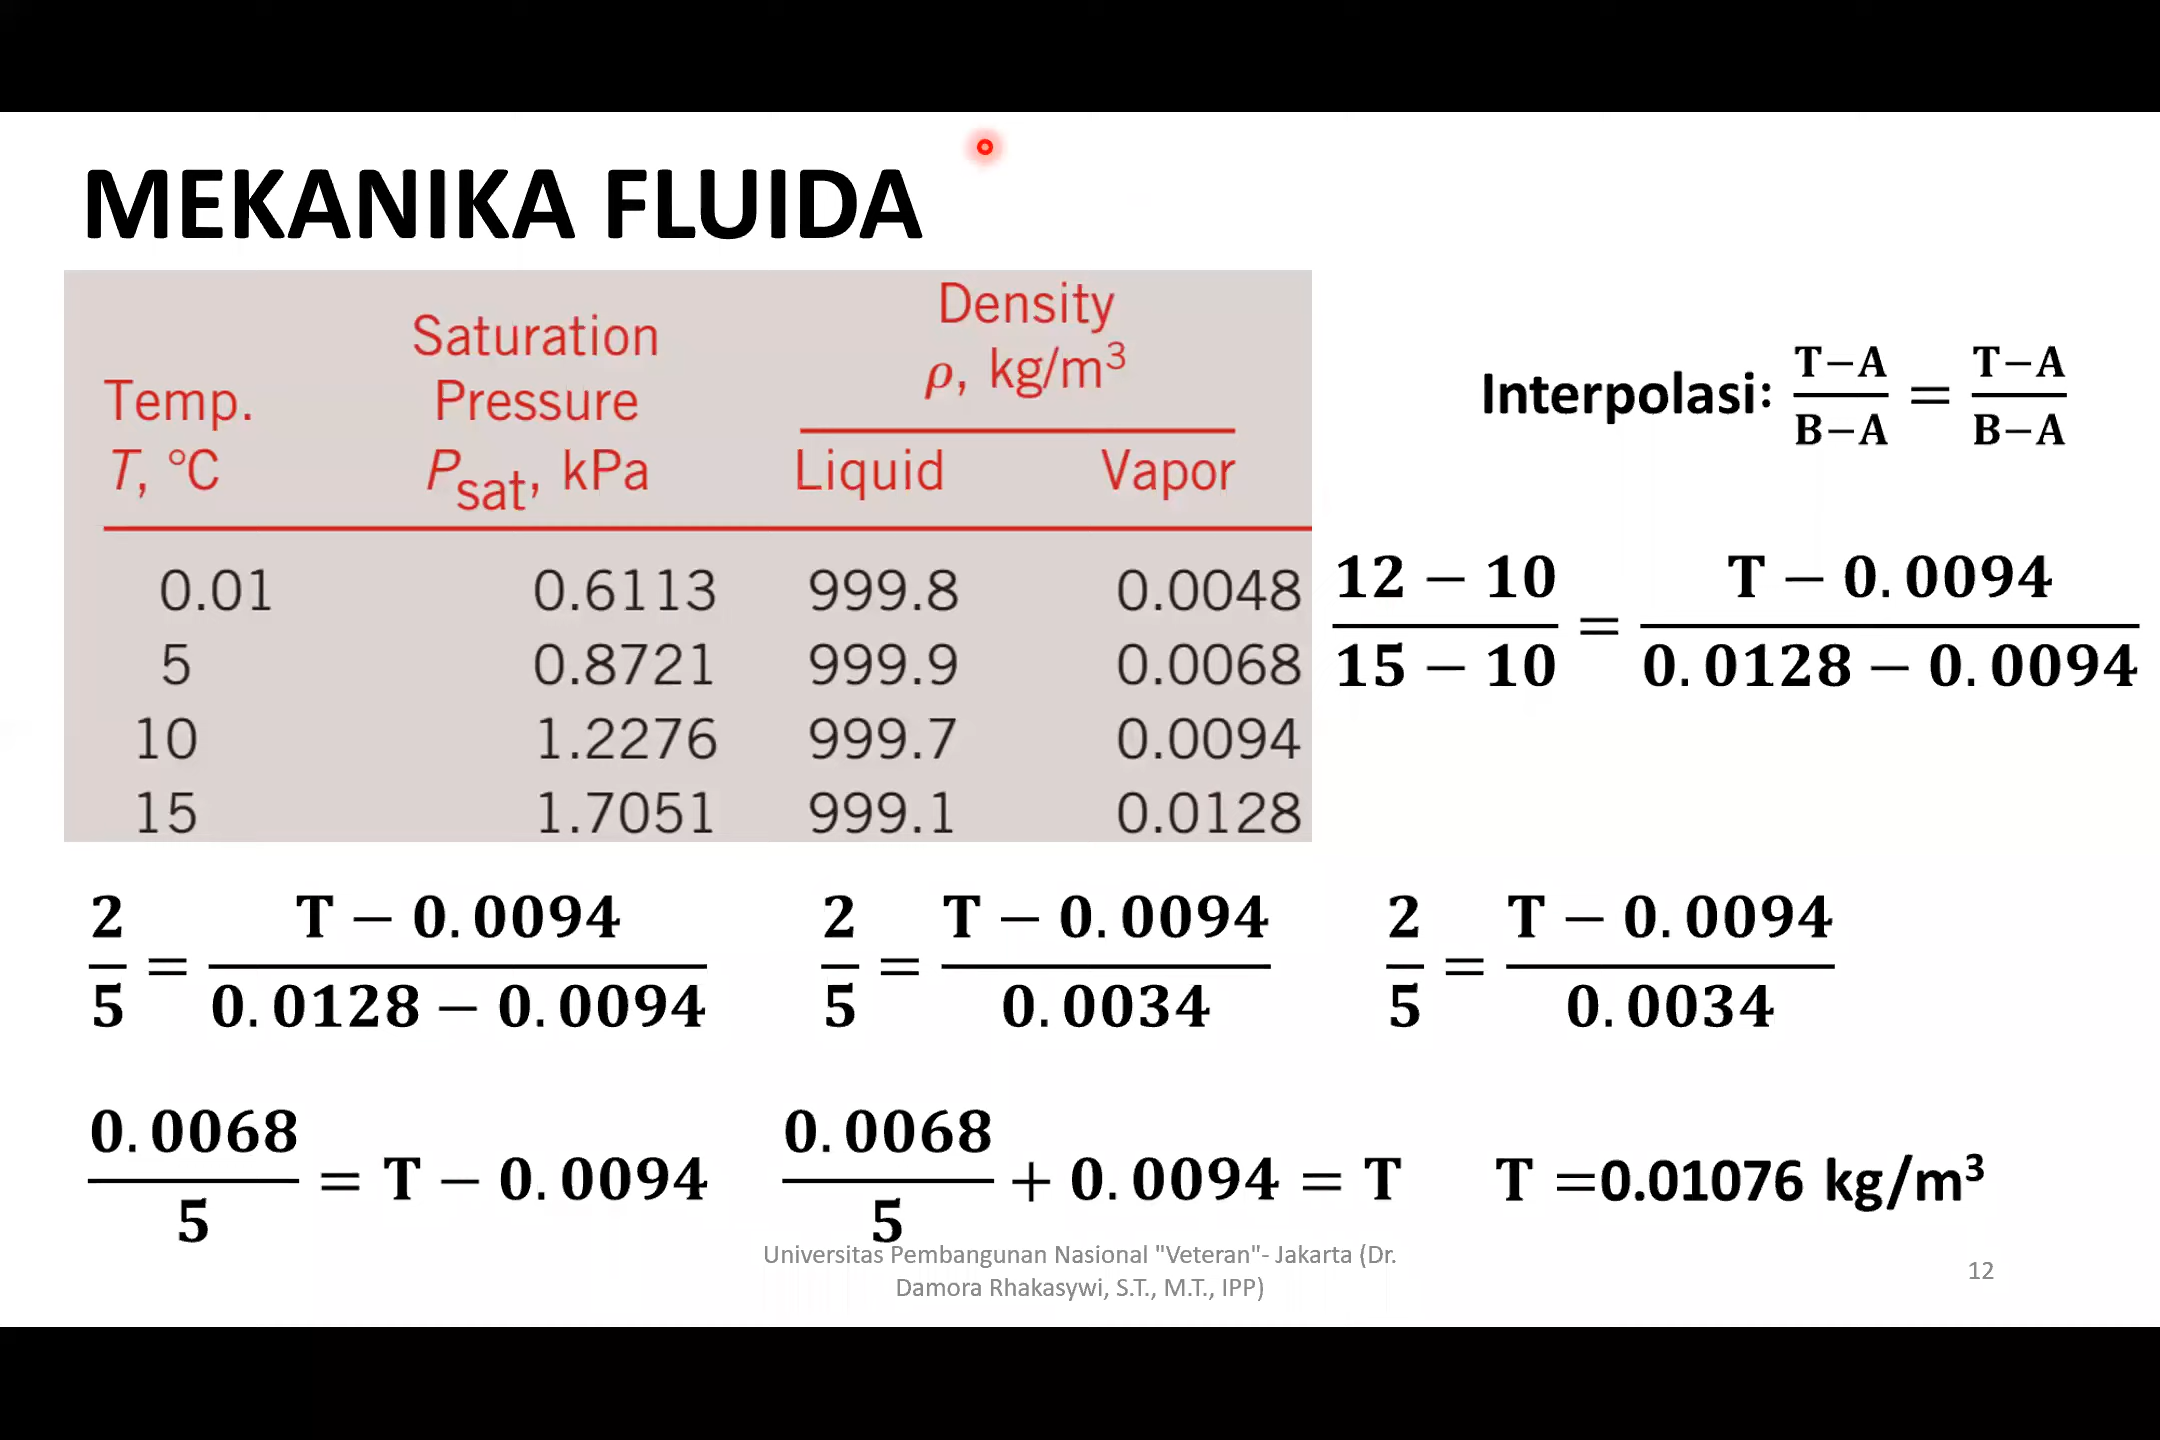 MEKANIKA FLUIDA
Temp.
T, °C
Saturation
Pressure
Psat, kPa
Density
ρ, kg/m³
Liquid Vapor
0.01 0.6113 999.8 0.0048
5 0.8721 999.9 0.0068
10 1.2276 999.7 0.0094
15 1.7051 999.1 0.0128
Interpolasi: (T−A)/(B−A) = (T−A)/(B−A)
(12 − 10)/(15 − 10) = (T − 0.0094)/(0.0128 − 0.0094)
2/5 = (T − 0.0094)/(0.0128 − 0.0094)
2/5 = (T − 0.0094)/0.0034
2/5 = (T − 0.0094)/0.0034
0.0068/5 = T − 0.0094
0.0068/5 + 0.0094 = T
T =0.01076 kg/m³
Universitas Pembangunan Nasional "Veteran"- Jakarta (Dr.
Damora Rhakasywi, S.T., M.T., IPP)
12